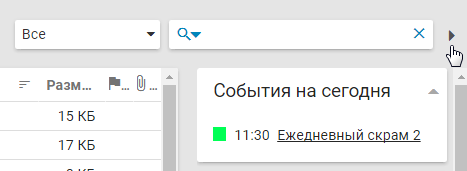 Все
Разм...
15 КБ
17 КБ
События на сегодня
11:30 Ежедневный скрам 2